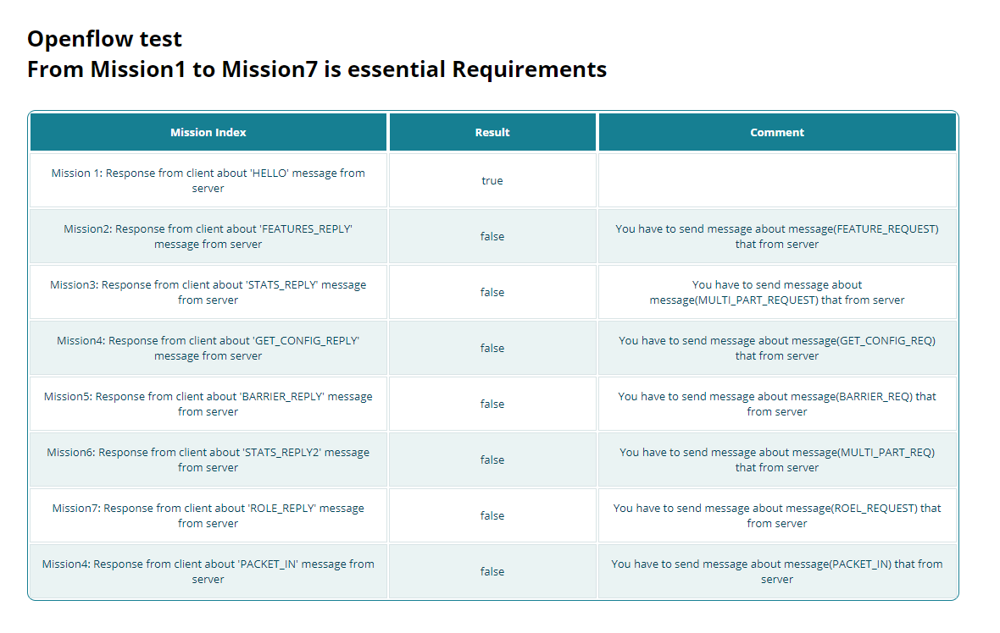 Openflow test
From Mission1 to Mission7 is essential Requirements
Mission Index
Result
Comment
Mission 1: Response from client about 'HELLO' message from
server
true
Mission2: Response from client about 'FEATURES_REPLY'
message from server
false
You have to send message about message(FEATURE_REQUEST)
that from server
Mission3: Response from client about 'STATS_REPLY' message
from server
false
You have to send message about
message(MULTI_PART_REQUEST) that from server
Mission4: Response from client about 'GET_CONFIG_REPLY'
message from server
false
You have to send message about message(GET_CONFIG_REQ)
that from server
Mission5: Response from client about 'BARRIER_REPLY' message
from server
false
You have to send message about message(BARRIER_REQ) that
from server
Mission6: Response from client about 'STATS_REPLY2' message
from server
false
You have to send message about message(MULTI_PART_REQ)
that from server
Mission7: Response from client about 'ROLE_REPLY' message
from server
false
You have to send message about message(ROEL_REQUEST) that
from server
Mission4: Response from client about 'PACKET_IN' message from
server
false
You have to send message about message(PACKET_IN) that from
server